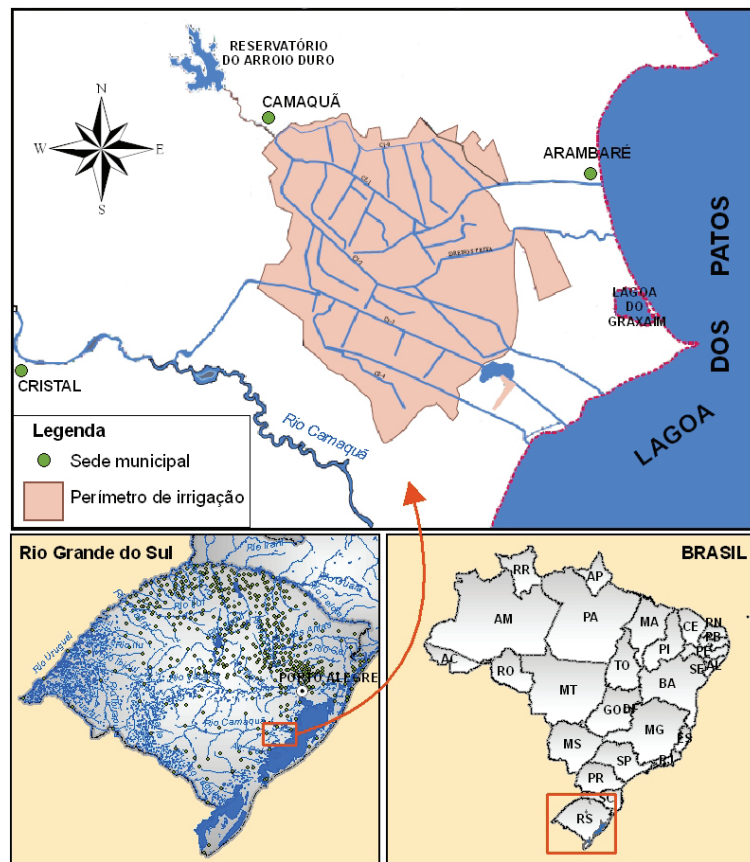 RESERVATÓRIO
DO ARROIO DURO
CAMAQUÃ
N
W
E
S
ARAMBARÉ
LAGOA
DO
GRAXAIM
LAGOA
DOS
PATOS
CRISTAL
Rio Camaquã
Legenda
Sede municipal
Perímetro de irrigação
Rio Grande do Sul
Rio Uruguai
PORTO ALEGRE
Rio Camaquã
BRASIL
RR
AP
AM
PA
MA
CE
RN
PB
PE
AL
SE
PI
AC
RO
TO
BA
MT
GO
DF
MG
ES
MS
SP
RJ
PR
SC
RS